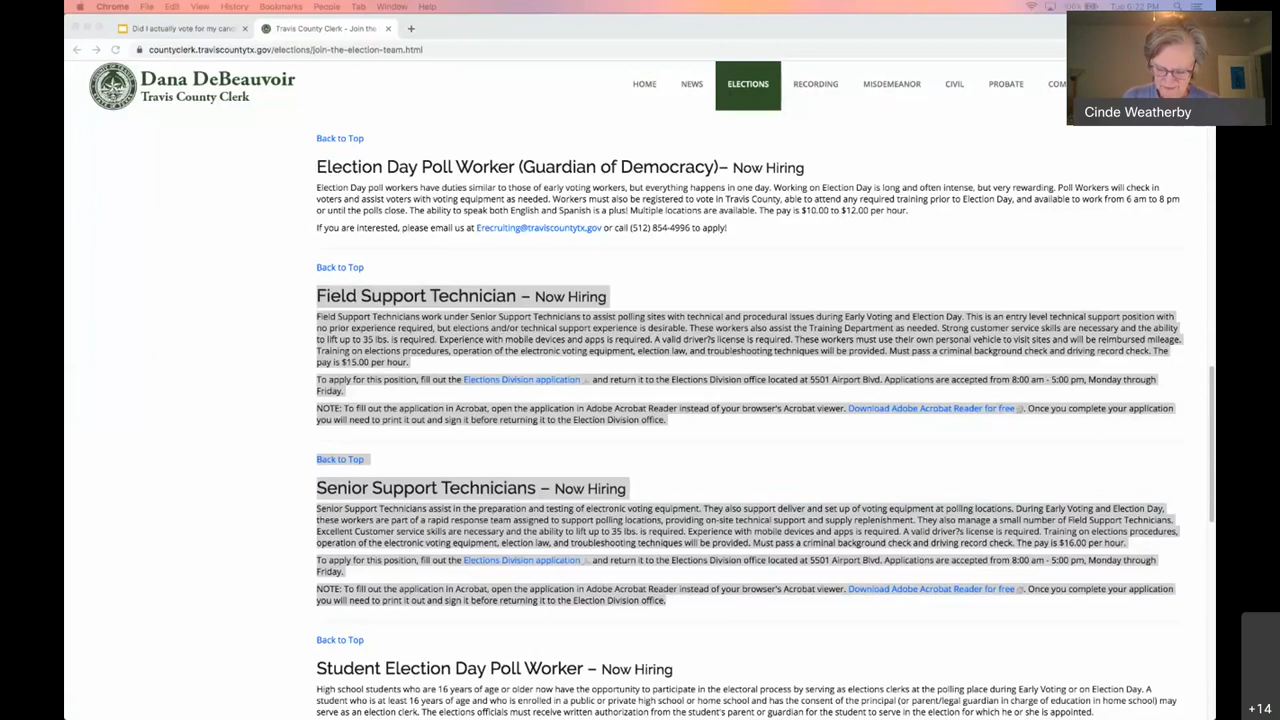 Chrome File Edit View History Bookmarks People Tab Window Help
Did I actually vote for my cand
Travis County Clerk - Join the
countyclerk.traviscountytx.gov/elections/join-the-election-team.html
Dana DeBeauvoir
Travis County Clerk
HOME NEWS ELECTIONS RECORDING MISDEMEANOR CIVIL PROBATE COM
Cinde Weatherby
Back to Top
Election Day Poll Worker (Guardian of Democracy)– Now Hiring
Election Day poll workers have duties similar to those of early voting workers, but everything happens in one day. Working on Election Day is long and often intense, but very rewarding. Poll Workers will check in
voters and assist voters with voting equipment as needed. Workers must also be registered to vote in Travis County, able to attend any required training prior to Election Day, and available to work from 6 am to 8 pm
or until the polls close. The ability to speak both English and Spanish is a plus! Multiple locations are available. The pay is $10.00 to $12.00 per hour.
If you are interested, please email us at Erecruiting@traviscountytx.gov or call (512) 854-4996 to apply!
Back to Top
Field Support Technician – Now Hiring
Field Support Technicians work under Senior Support Technicians to assist polling sites with technical and procedural issues during Early Voting and Election Day. This is an entry level technical support position with
no prior experience required, but elections and/or technical support experience is desirable. These workers also assist the Training Department as needed. Strong customer service skills are necessary and the ability
to lift up to 35 lbs. is required. Experience with mobile devices and apps is required. A valid driver?s license is required. These workers must use their own personal vehicle to visit sites and will be reimbursed mileage.
Training on elections procedures, operation of the electronic voting equipment, election law, and troubleshooting techniques will be provided. Must pass a criminal background check and driving record check. The
pay is $15.00 per hour.
To apply for this position, fill out the Elections Division application and return it to the Elections Division office located at 5501 Airport Blvd. Applications are accepted from 8:00 am - 5:00 pm, Monday through
Friday.
NOTE: To fill out the application in Acrobat, open the application in Adobe Acrobat Reader instead of your browser's Acrobat viewer. Download Adobe Acrobat Reader for free . Once you complete your application
you will need to print it out and sign it before returning it to the Election Division office.
Back to Top
Senior Support Technicians – Now Hiring
Senior Support Technicians assist in the preparation and testing of electronic voting equipment. They also support deliver and set up of voting equipment at polling locations. During Early Voting and Election Day,
these workers are part of a rapid response team assigned to support polling locations, providing on-site technical support and supply replenishment. They also manage a small number of Field Support Technicians.
Excellent Customer service skills are necessary and the ability to lift up to 35 lbs. is required. Experience with mobile devices and apps is required. A valid driver?s license is required. Training on elections procedures,
operation of the electronic voting equipment, election law, and troubleshooting techniques will be provided. Must pass a criminal background check and driving record check. The pay is $16.00 per hour.
To apply for this position, fill out the Elections Division application and return it to the Elections Division office located at 5501 Airport Blvd. Applications are accepted from 8:00 am - 5:00 pm, Monday through
Friday.
NOTE: To fill out the application in Acrobat, open the application in Adobe Acrobat Reader instead of your browser's Acrobat viewer. Download Adobe Acrobat Reader for free . Once you complete your application
you will need to print it out and sign it before returning it to the Election Division office.
Back to Top
Student Election Day Poll Worker – Now Hiring
High school students who are 16 years of age or older now have the opportunity to participate in the electoral process by serving as elections clerks at the polling place during Early Voting or on Election Day. A
student who is at least 16 years of age and who is enrolled in a public or private high school or home school and has the consent of the principal (or parent/legal guardian in charge of education in home school) may
serve as an election clerk. The elections officials must receive written authorization from the student's parent or guardian for the student to serve in the election for which he or she is appointed.
+14